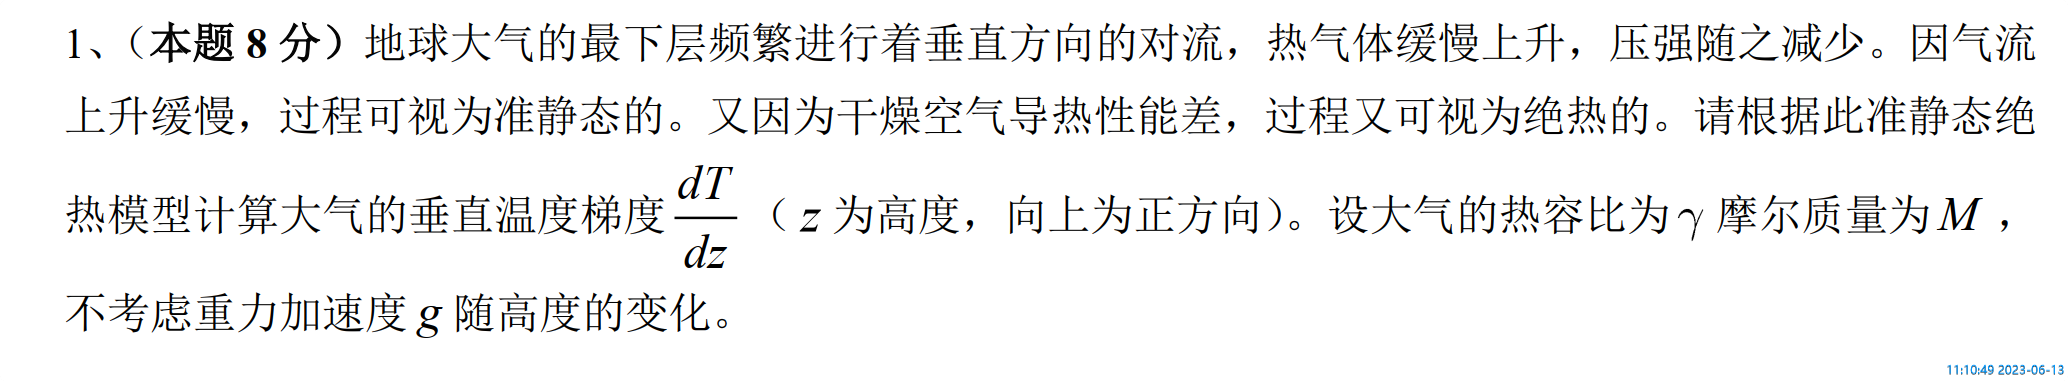 1、（本题 8 分）地球大气的最下层频繁进行着垂直方向的对流，热气体缓慢上升，压强随之减少。因气流
上升缓慢，过程可视为准静态的。又因为干燥空气导热性能差，过程又可视为绝热的。请根据此准静态绝
热模型计算大气的垂直温度梯度 dT/dz （ z 为高度，向上为正方向）。设大气的热容比为 γ 摩尔质量为 M ，
不考虑重力加速度 g 随高度的变化。
11:10:49 2023-06-13